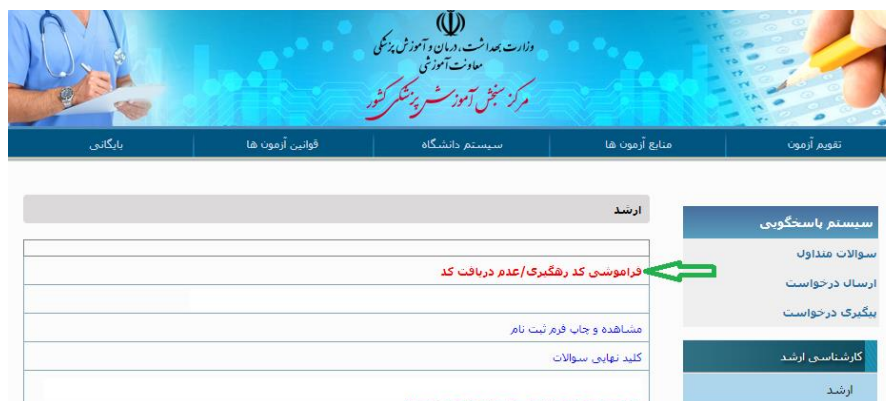 وزارت بهداشت، درمان و آموزش پزشکی
معاونت آموزشی
مرکز سنجش آموزش پزشکی کشور
تقویم آزمون
منابع آزمون ها
سیستم دانشگاه
قوانین آزمون ها
بایگانی
سیستم پاسخگویی
سوالات متداول
ارسال درخواست
پیگیری درخواست
کارشناسی ارشد
ارشد
ارشد
فراموشی کد رهگیری/عدم دریافت کد
مشاهده و چاپ فرم ثبت نام
کلید نهایی سوالات